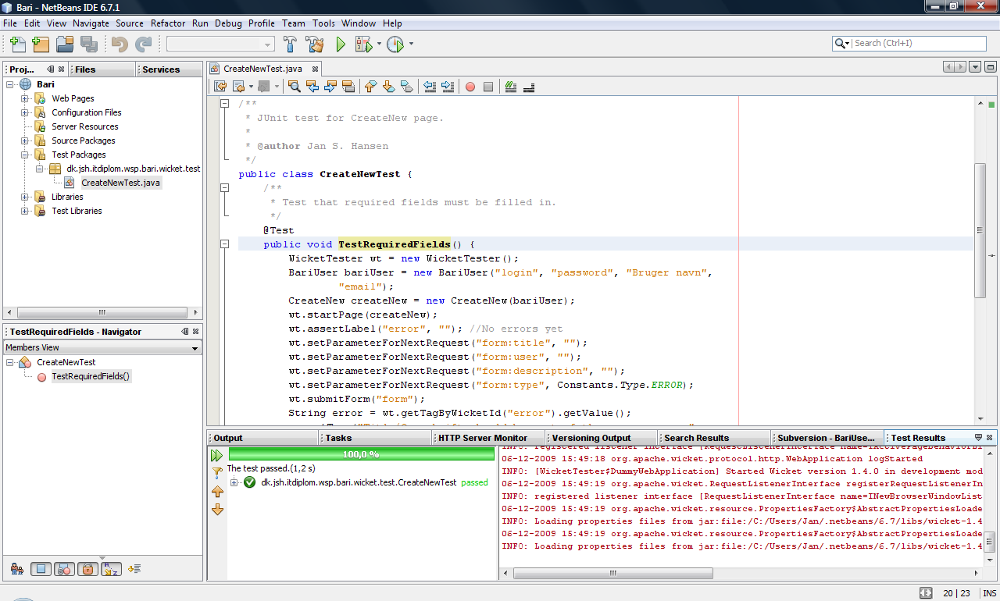 Bari - NetBeans IDE 6.7.1
File Edit View Navigate Source Refactor Run Debug Profile Team Tools Window Help
Search (Ctrl+I)
Proj... Files Services
Bari
Web Pages
Configuration Files
Server Resources
Source Packages
Test Packages
dk.jsh.itdiplom.wsp.bari.wicket.test
CreateNewTest.java
Libraries
Test Libraries
TestRequiredFields - Navigator
Members View
CreateNewTest
TestRequiredFields()
CreateNewTest.java
/**
* JUnit test for CreateNew page.
*
* @author Jan S. Hansen
*/
public class CreateNewTest {
/**
* Test that required fields must be filled in.
*/
@Test
public void TestRequiredFields() {
WicketTester wt = new WicketTester();
BariUser bariUser = new BariUser("login", "password", "Bruger navn",
"email");
CreateNew createNew = new CreateNew(bariUser);
wt.startPage(createNew);
wt.assertLabel("error", ""); //No errors yet
wt.setParameterForNextRequest("form:title", "");
wt.setParameterForNextRequest("form:user", "");
wt.setParameterForNextRequest("form:description", "");
wt.setParameterForNextRequest("form:type", Constants.Type.ERROR);
wt.submitForm("form");
String error = wt.getTagByWicketId("error").getValue();
Output Tasks HTTP Server Monitor Versioning Output Search Results Subversion - BariUse... Test Results
100,0 %
The test passed.(1,2 s)
dk.jsh.itdiplom.wsp.bari.wicket.test.CreateNewTest passed
INFO: registered listener interface [RequestListenerInterface name=IActivePageBehaviorLi
06-12-2009 15:49:18 org.apache.wicket.protocol.http.WebApplication logStarted
INFO: [WicketTester$DummyWebApplication] Started Wicket version 1.4.0 in development mod
06-12-2009 15:49:19 org.apache.wicket.RequestListenerInterface registerRequestListenerIn
INFO: registered listener interface [RequestListenerInterface name=INewBrowserWindowList
06-12-2009 15:49:19 org.apache.wicket.resource.PropertiesFactory$AbstractPropertiesLoade
INFO: Loading properties files from jar:file:/C:/Users/Jan/.netbeans/6.7/libs/wicket-1.4
06-12-2009 15:49:19 org.apache.wicket.resource.PropertiesFactory$AbstractPropertiesLoade
INFO: Loading properties files from jar:file:/C:/Users/Jan/.netbeans/6.7/libs/wicket-1.4
20 | 23 INS